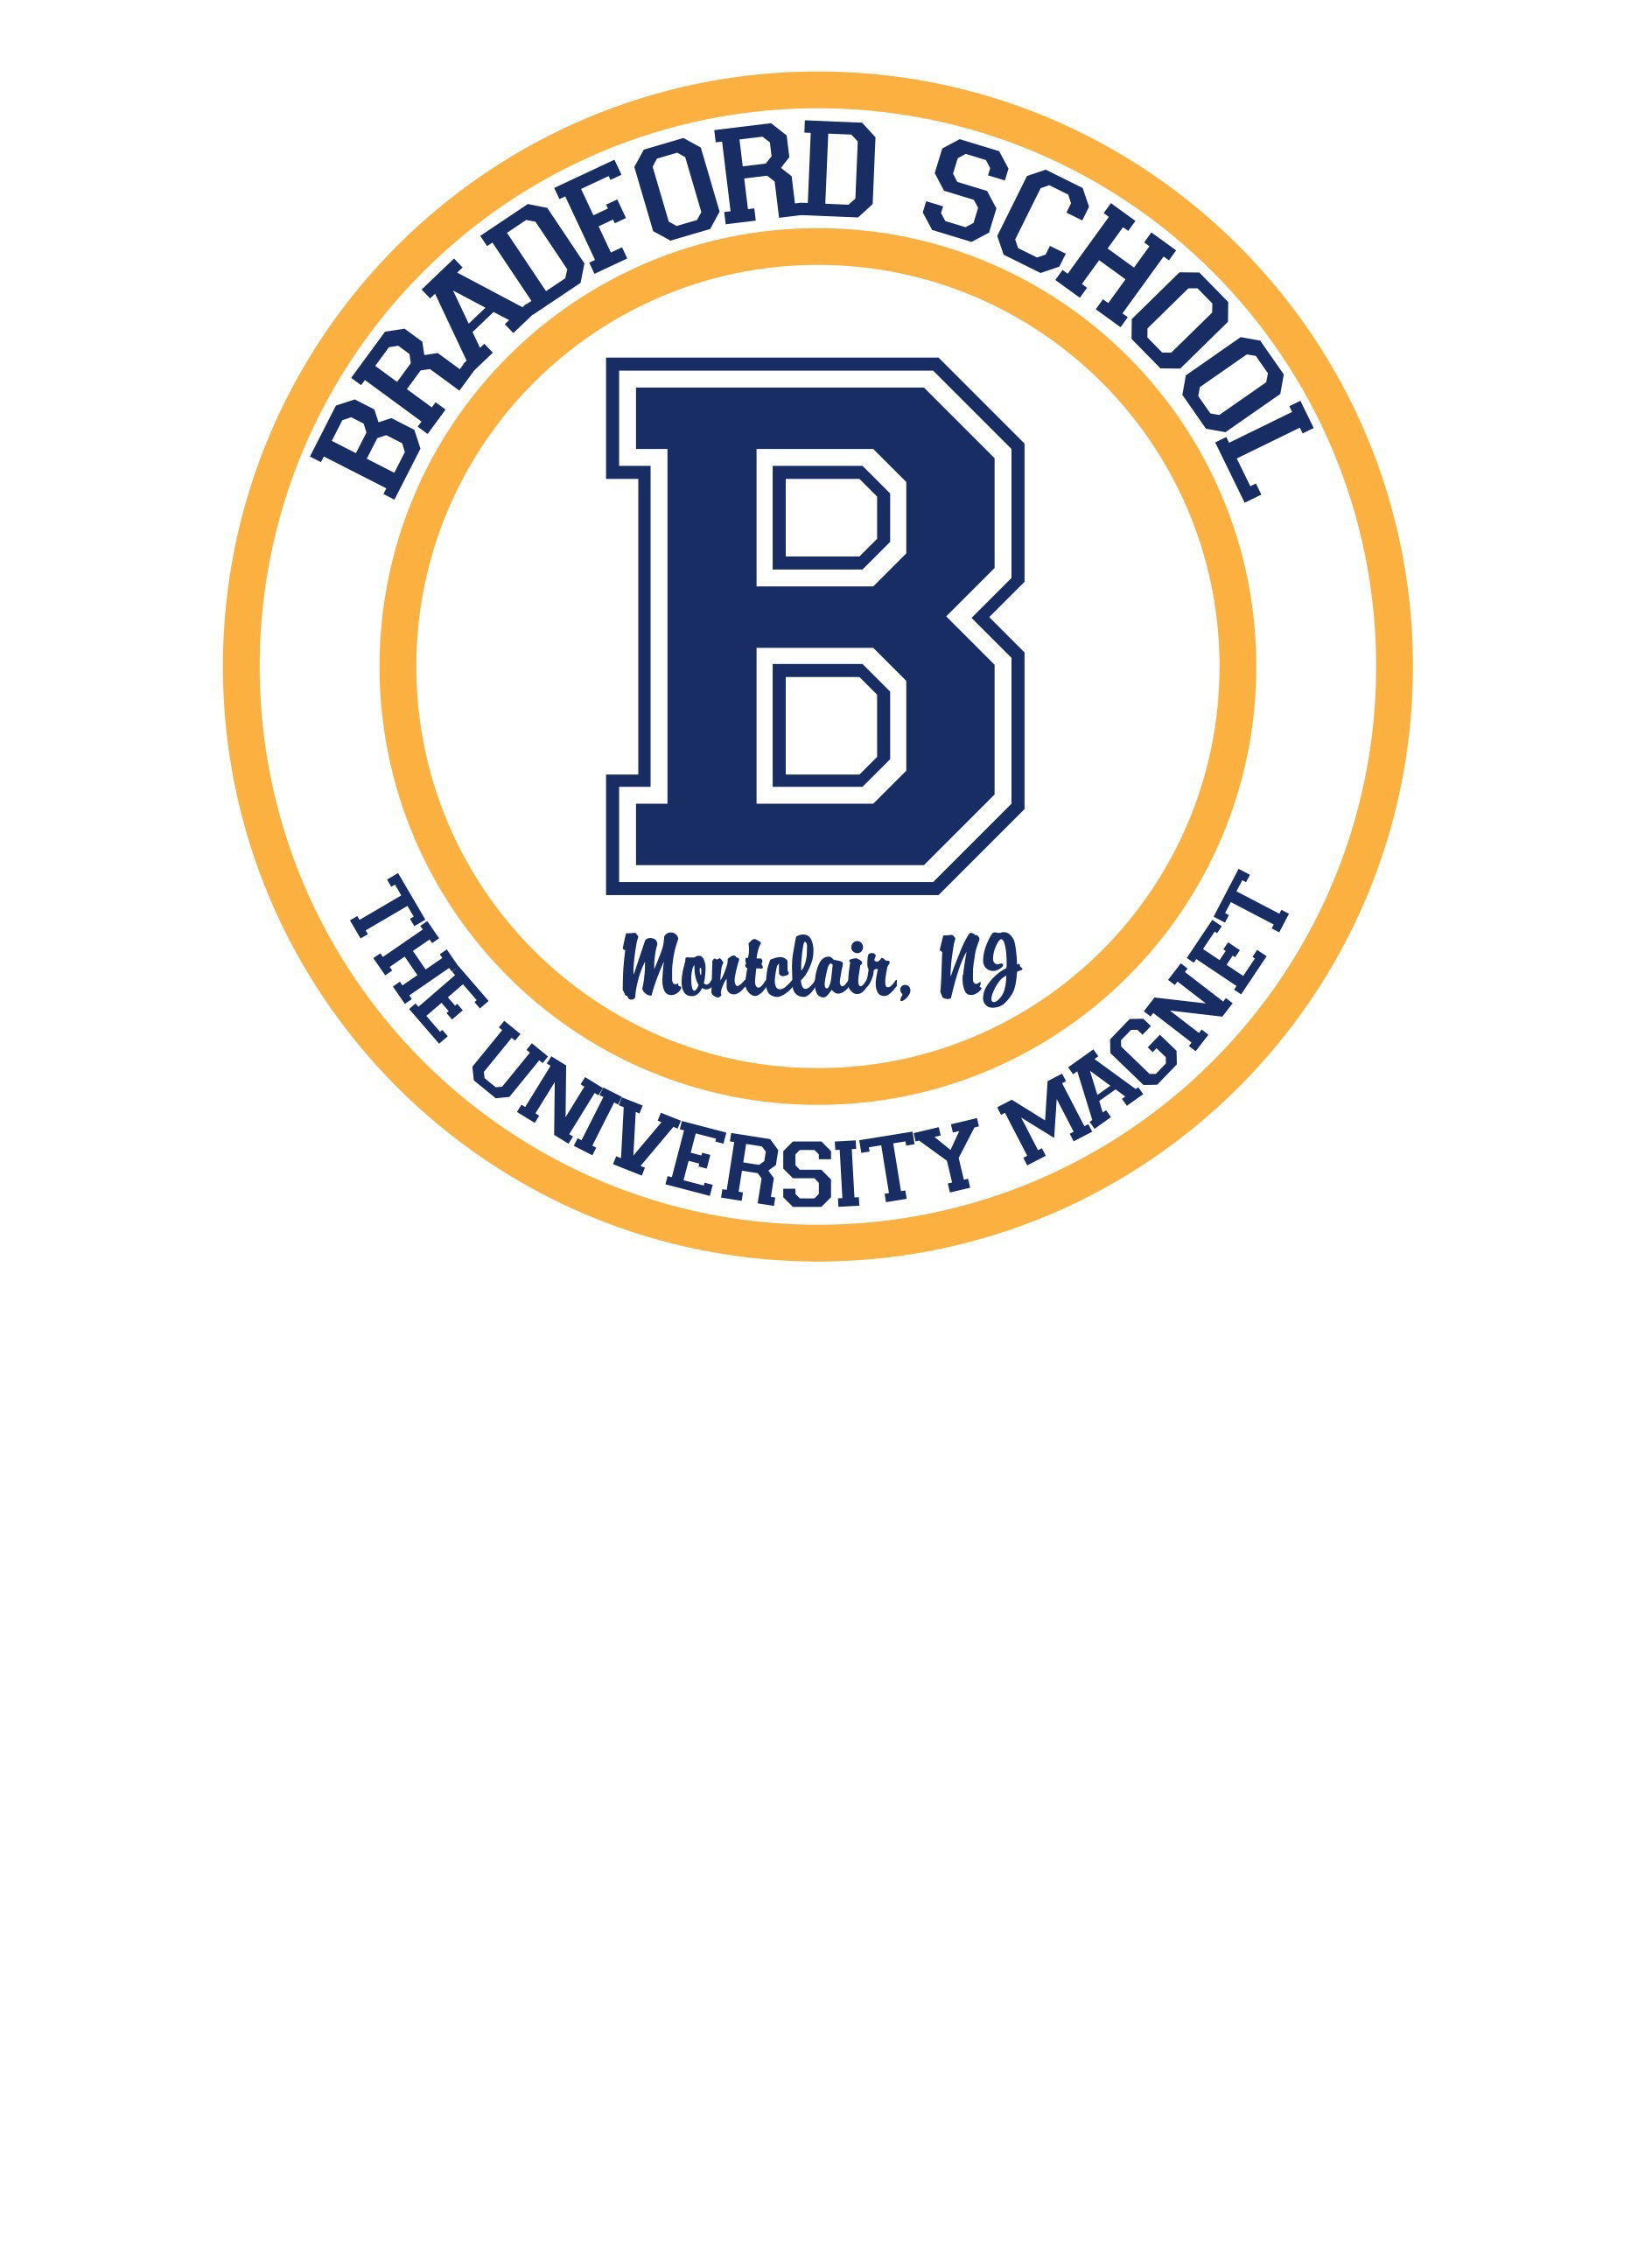 BRADFORD SCHOOL
B
Montclair, NJ
THE UNIVERSITY MAGNET